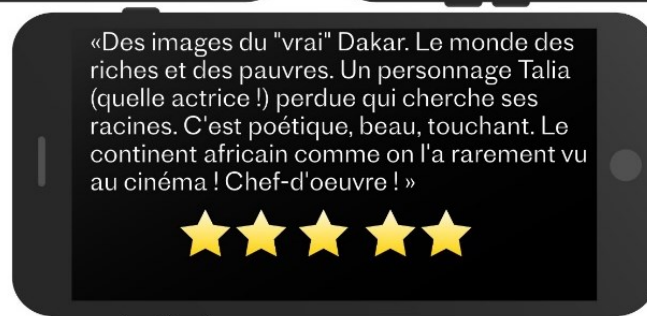 «Des images du "vrai" Dakar. Le monde des
riches et des pauvres. Un personnage Talia
(quelle actrice !) perdue qui cherche ses
racines. C'est poétique, beau, touchant. Le
continent africain comme on l'a rarement vu
au cinéma ! Chef-d'oeuvre ! »